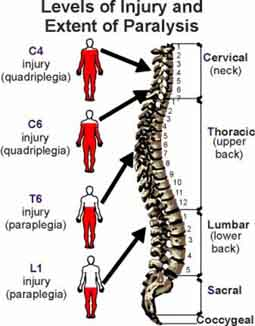 Levels of Injury and
Extent of Paralysis
C4
injury
(quadriplegia)
C6
injury
(quadriplegia)
T6
injury
(paraplegia)
L1
injury
(paraplegia)
1
2
3
4
5
6
7
1
2
3
4
5
6
7
8
9
10
11
12
1
2
3
4
5
Cervical
(neck)
Thoracic
(upper
back)
Lumbar
(lower
back)
Sacral
Coccygeal